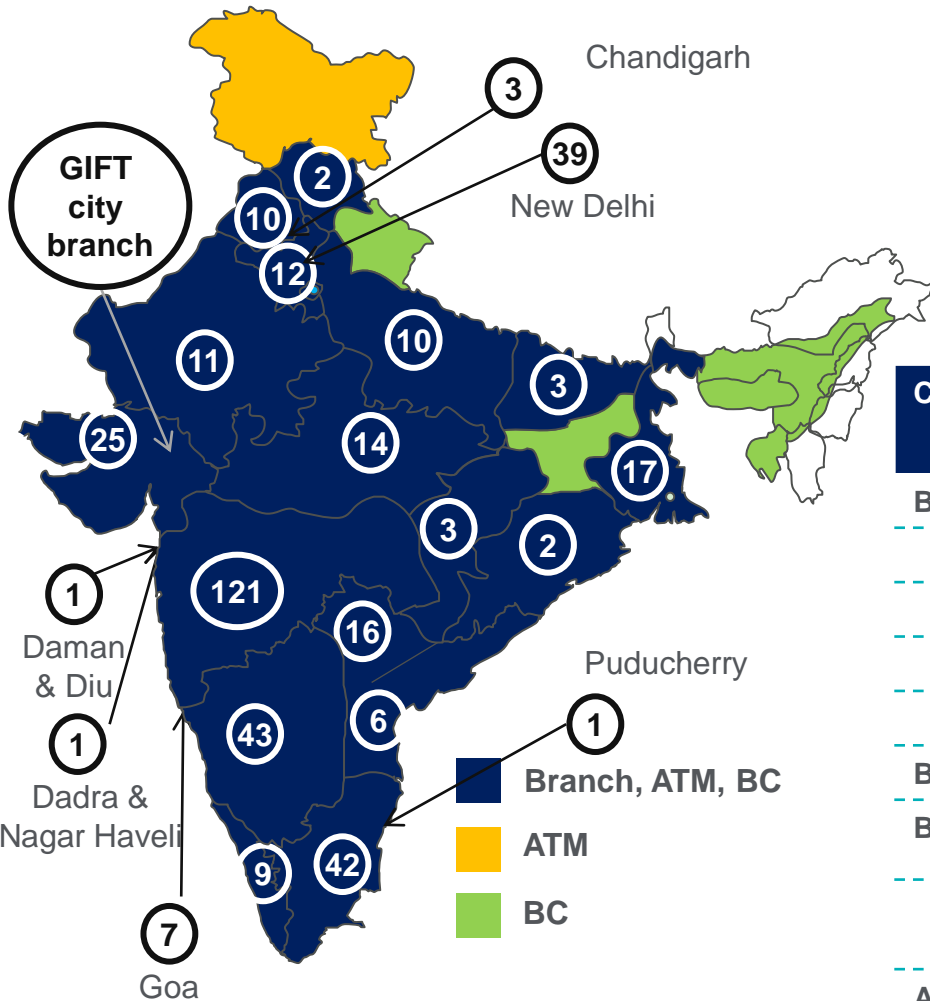 Chandigarh
3
39
New Delhi
GIFT
city
branch
2
10
12
10
11
3
25
14
17
3
2
1
Daman
& Diu
121
16
Puducherry
1
6
43
1
Dadra &
Nagar Haveli
Branch, ATM, BC
ATM
BC
9
42
7
Goa
C
B
B
B
A